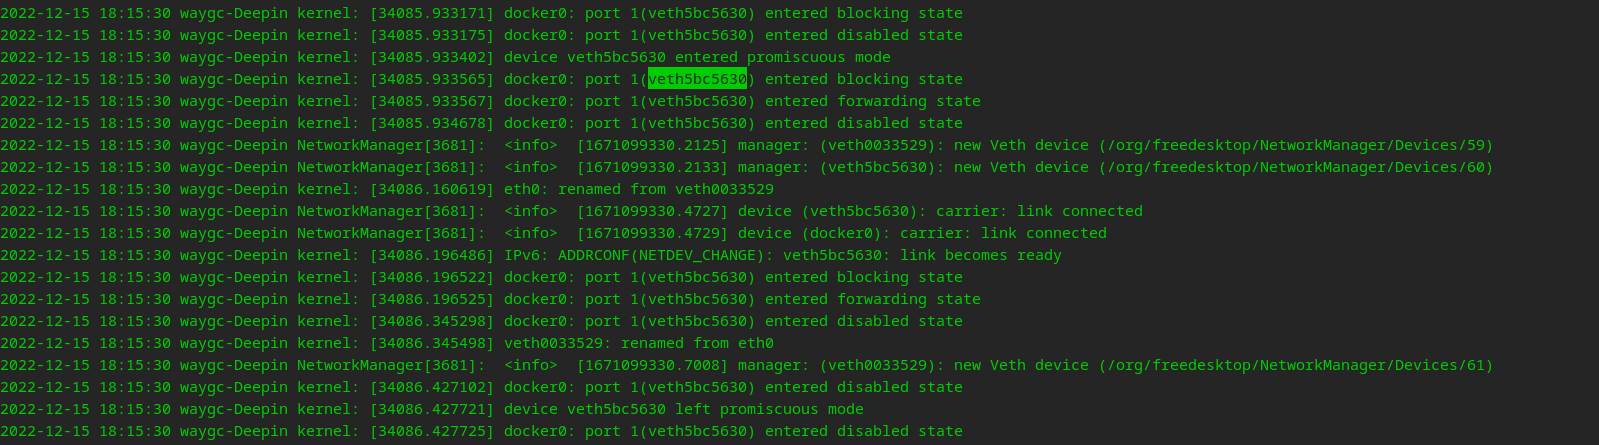 2022-12-15 18:15:30 waygc-Deepin kernel: [34085.933171] docker0: port 1(veth5bc5630) entered blocking state
2022-12-15 18:15:30 waygc-Deepin kernel: [34085.933175] docker0: port 1(veth5bc5630) entered disabled state
2022-12-15 18:15:30 waygc-Deepin kernel: [34085.933402] device veth5bc5630 entered promiscuous mode
2022-12-15 18:15:30 waygc-Deepin kernel: [34085.933565] docker0: port 1(veth5bc5630) entered blocking state
2022-12-15 18:15:30 waygc-Deepin kernel: [34085.933567] docker0: port 1(veth5bc5630) entered forwarding state
2022-12-15 18:15:30 waygc-Deepin kernel: [34085.934678] docker0: port 1(veth5bc5630) entered disabled state
2022-12-15 18:15:30 waygc-Deepin NetworkManager[3681]:  <info>  [1671099330.2125] manager: (veth0033529): new Veth device (/org/freedesktop/NetworkManager/Devices/59)
2022-12-15 18:15:30 waygc-Deepin NetworkManager[3681]:  <info>  [1671099330.2133] manager: (veth5bc5630): new Veth device (/org/freedesktop/NetworkManager/Devices/60)
2022-12-15 18:15:30 waygc-Deepin kernel: [34086.160619] eth0: renamed from veth0033529
2022-12-15 18:15:30 waygc-Deepin NetworkManager[3681]:  <info>  [1671099330.4727] device (veth5bc5630): carrier: link connected
2022-12-15 18:15:30 waygc-Deepin NetworkManager[3681]:  <info>  [1671099330.4729] device (docker0): carrier: link connected
2022-12-15 18:15:30 waygc-Deepin kernel: [34086.196486] IPv6: ADDRCONF(NETDEV_CHANGE): veth5bc5630: link becomes ready
2022-12-15 18:15:30 waygc-Deepin kernel: [34086.196522] docker0: port 1(veth5bc5630) entered blocking state
2022-12-15 18:15:30 waygc-Deepin kernel: [34086.196525] docker0: port 1(veth5bc5630) entered forwarding state
2022-12-15 18:15:30 waygc-Deepin kernel: [34086.345298] docker0: port 1(veth5bc5630) entered disabled state
2022-12-15 18:15:30 waygc-Deepin kernel: [34086.345498] veth0033529: renamed from eth0
2022-12-15 18:15:30 waygc-Deepin NetworkManager[3681]:  <info>  [1671099330.7008] manager: (veth0033529): new Veth device (/org/freedesktop/NetworkManager/Devices/61)
2022-12-15 18:15:30 waygc-Deepin kernel: [34086.427102] docker0: port 1(veth5bc5630) entered disabled state
2022-12-15 18:15:30 waygc-Deepin kernel: [34086.427721] device veth5bc5630 left promiscuous mode
2022-12-15 18:15:30 waygc-Deepin kernel: [34086.427725] docker0: port 1(veth5bc5630) entered disabled state